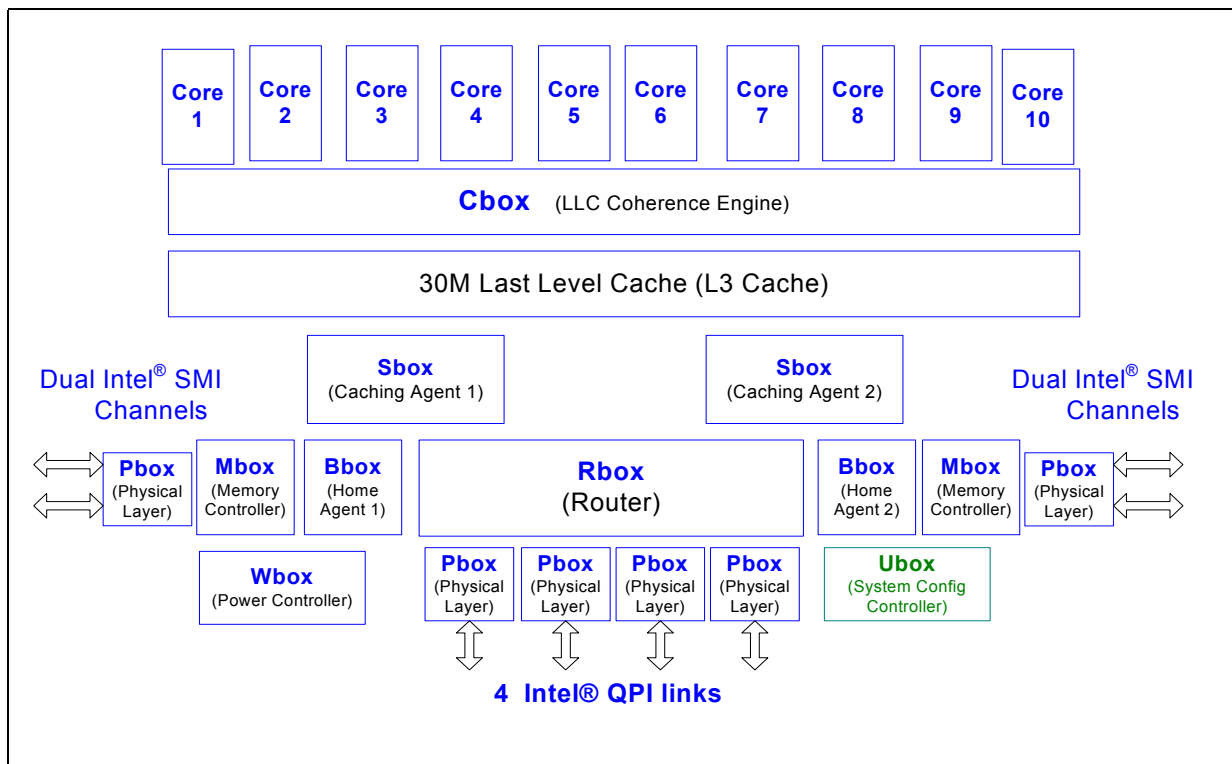 Core 1
Core 2
Core 3
Core 4
Core 5
Core 6
Core 7
Core 8
Core 9
Core 10
Cbox (LLC Coherence Engine)
30M Last Level Cache (L3 Cache)
Sbox
(Caching Agent 1)
Sbox
(Caching Agent 2)
Dual Intel® SMI
Channels
Dual Intel® SMI
Channels
Pbox
(Physical
Layer)
Mbox
(Memory
Controller)
Bbox
(Home
Agent 1)
Rbox
(Router)
Bbox
(Home
Agent 2)
Mbox
(Memory
Controller)
Pbox
(Physical
Layer)
Wbox
(Power Controller)
Pbox
(Physical
Layer)
Pbox
(Physical
Layer)
Pbox
(Physical
Layer)
Pbox
(Physical
Layer)
Ubox
(System Config
Controller)
4 Intel® QPI links